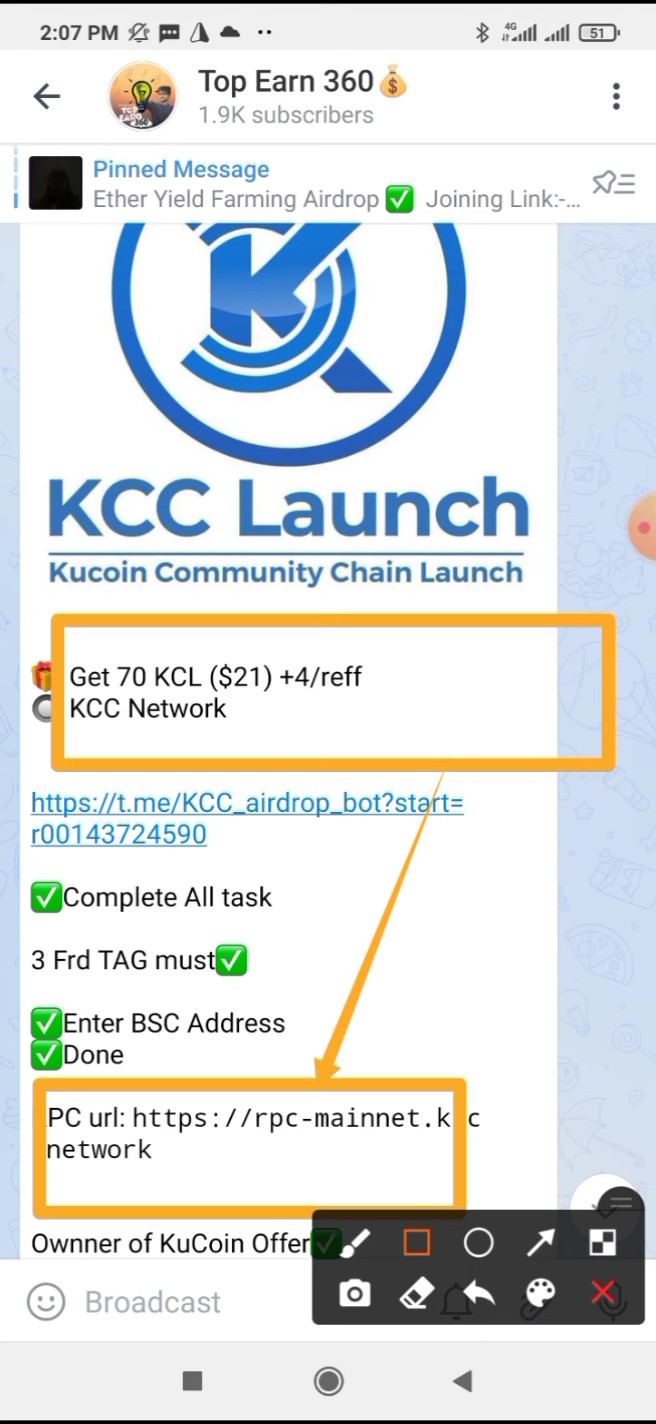 2:07 PM
4G
51
Top Earn 360
1.9K subscribers
Pinned Message
Ether Yield Farming Airdrop ✅ Joining Link:-...
KCC Launch
Kucoin Community Chain Launch
Get 70 KCL ($21) +4/reff
KCC Network
https://t.me/KCC_airdrop_bot?start=
r00143724590
✅Complete All task
3 Frd TAG must✅
✅Enter BSC Address
✅Done
PC url: https://rpc-mainnet.k c
network
Ownner of KuCoin Offer
Broadcast